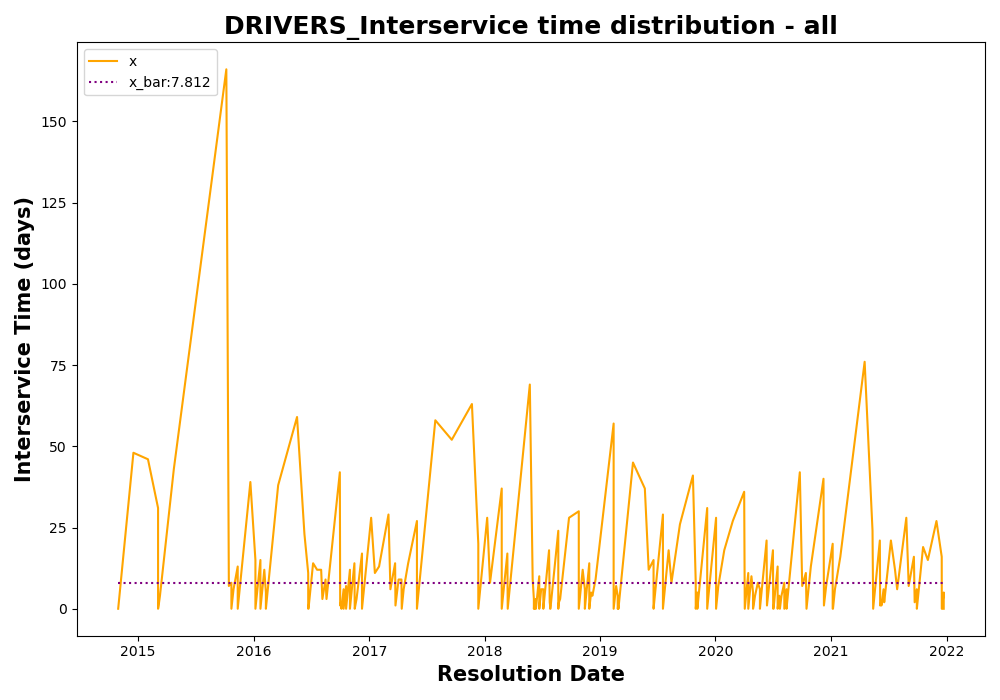 DRIVERS_Interservice time distribution - all
x
x_bar:7.812
Interservice Time (days)
150
125
100
75
50
25
0
2015 2016 2017 2018 2019 2020 2021 2022
Resolution Date